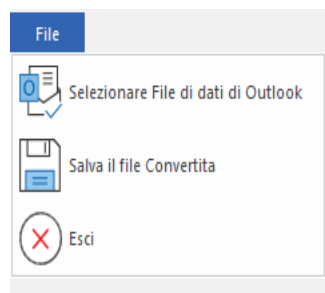 File
Selezionare File di dati di Outlook
Salva il file Convertita
Esci